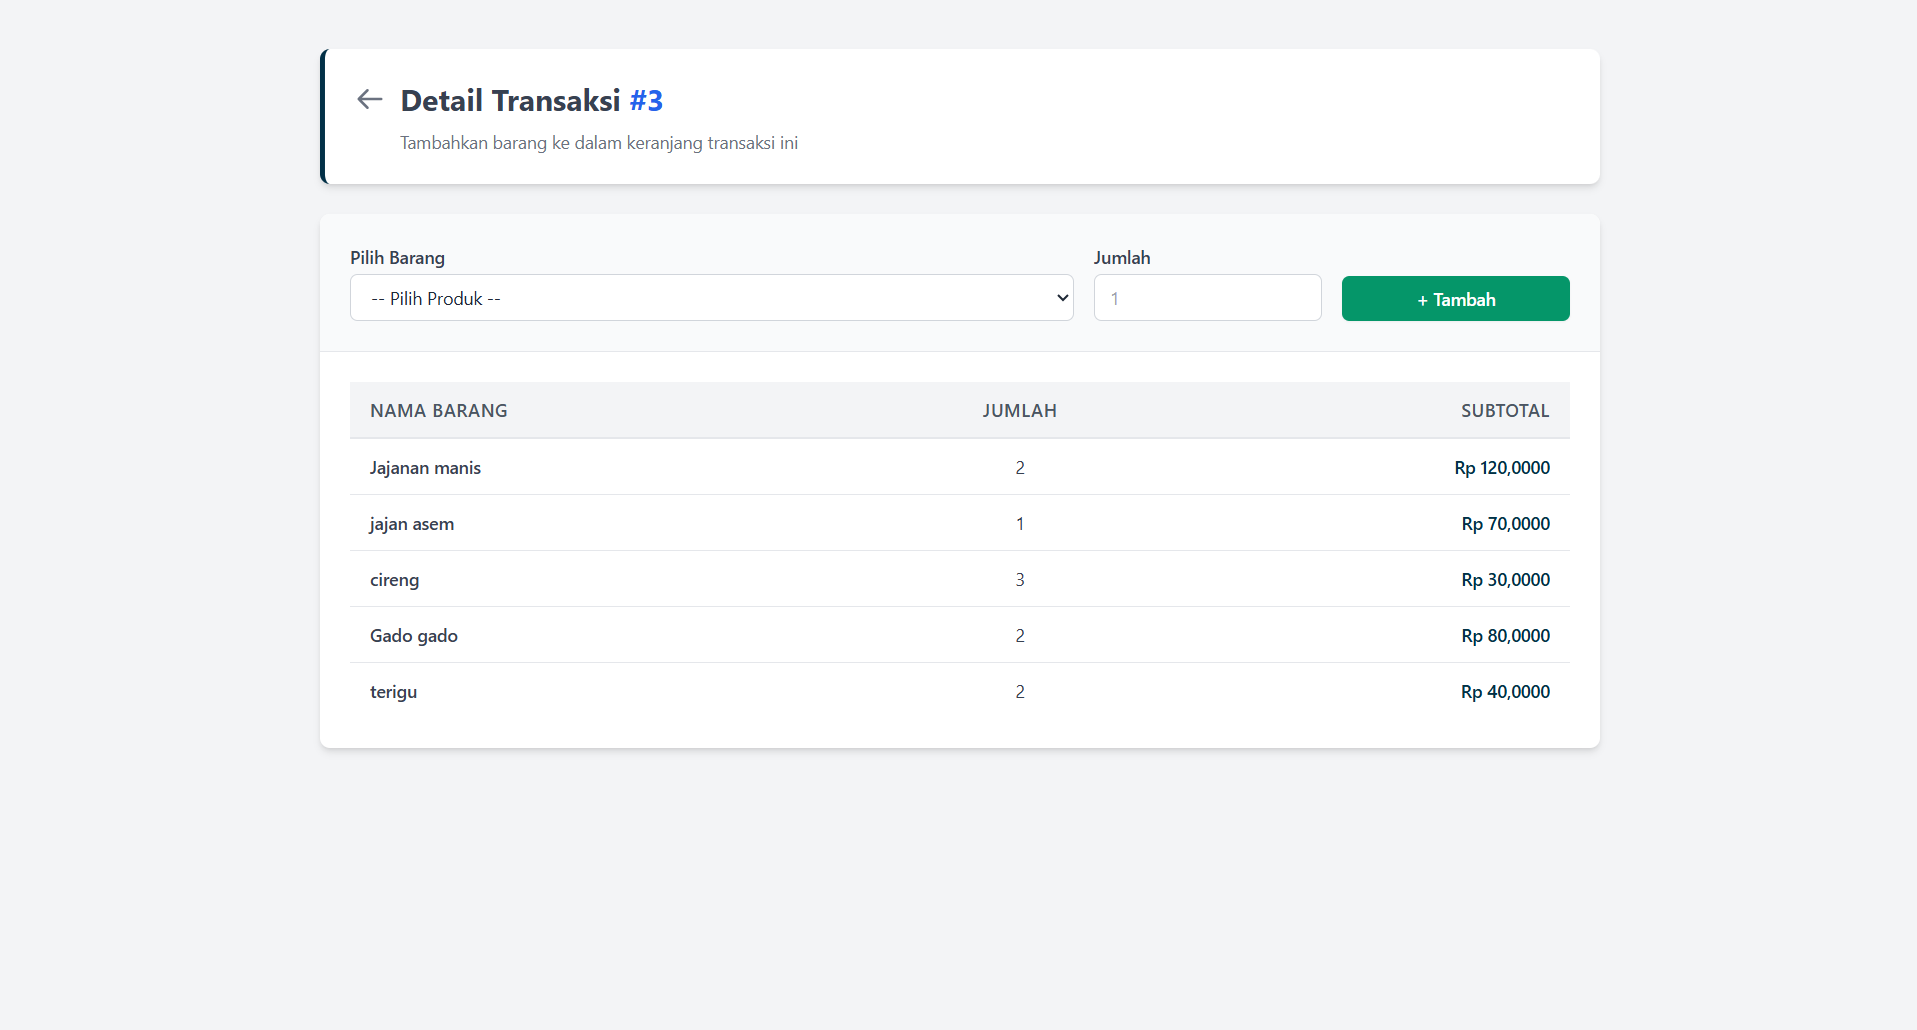 Detail Transaksi #3
Tambahkan barang ke dalam keranjang transaksi ini
Pilih Barang
-- Pilih Produk --
Jumlah
1
+ Tambah
NAMA BARANG JUMLAH SUBTOTAL
Jajanan manis 2 Rp 120,0000
jajan asem 1 Rp 70,0000
cireng 3 Rp 30,0000
Gado gado 2 Rp 80,0000
terigu 2 Rp 40,0000